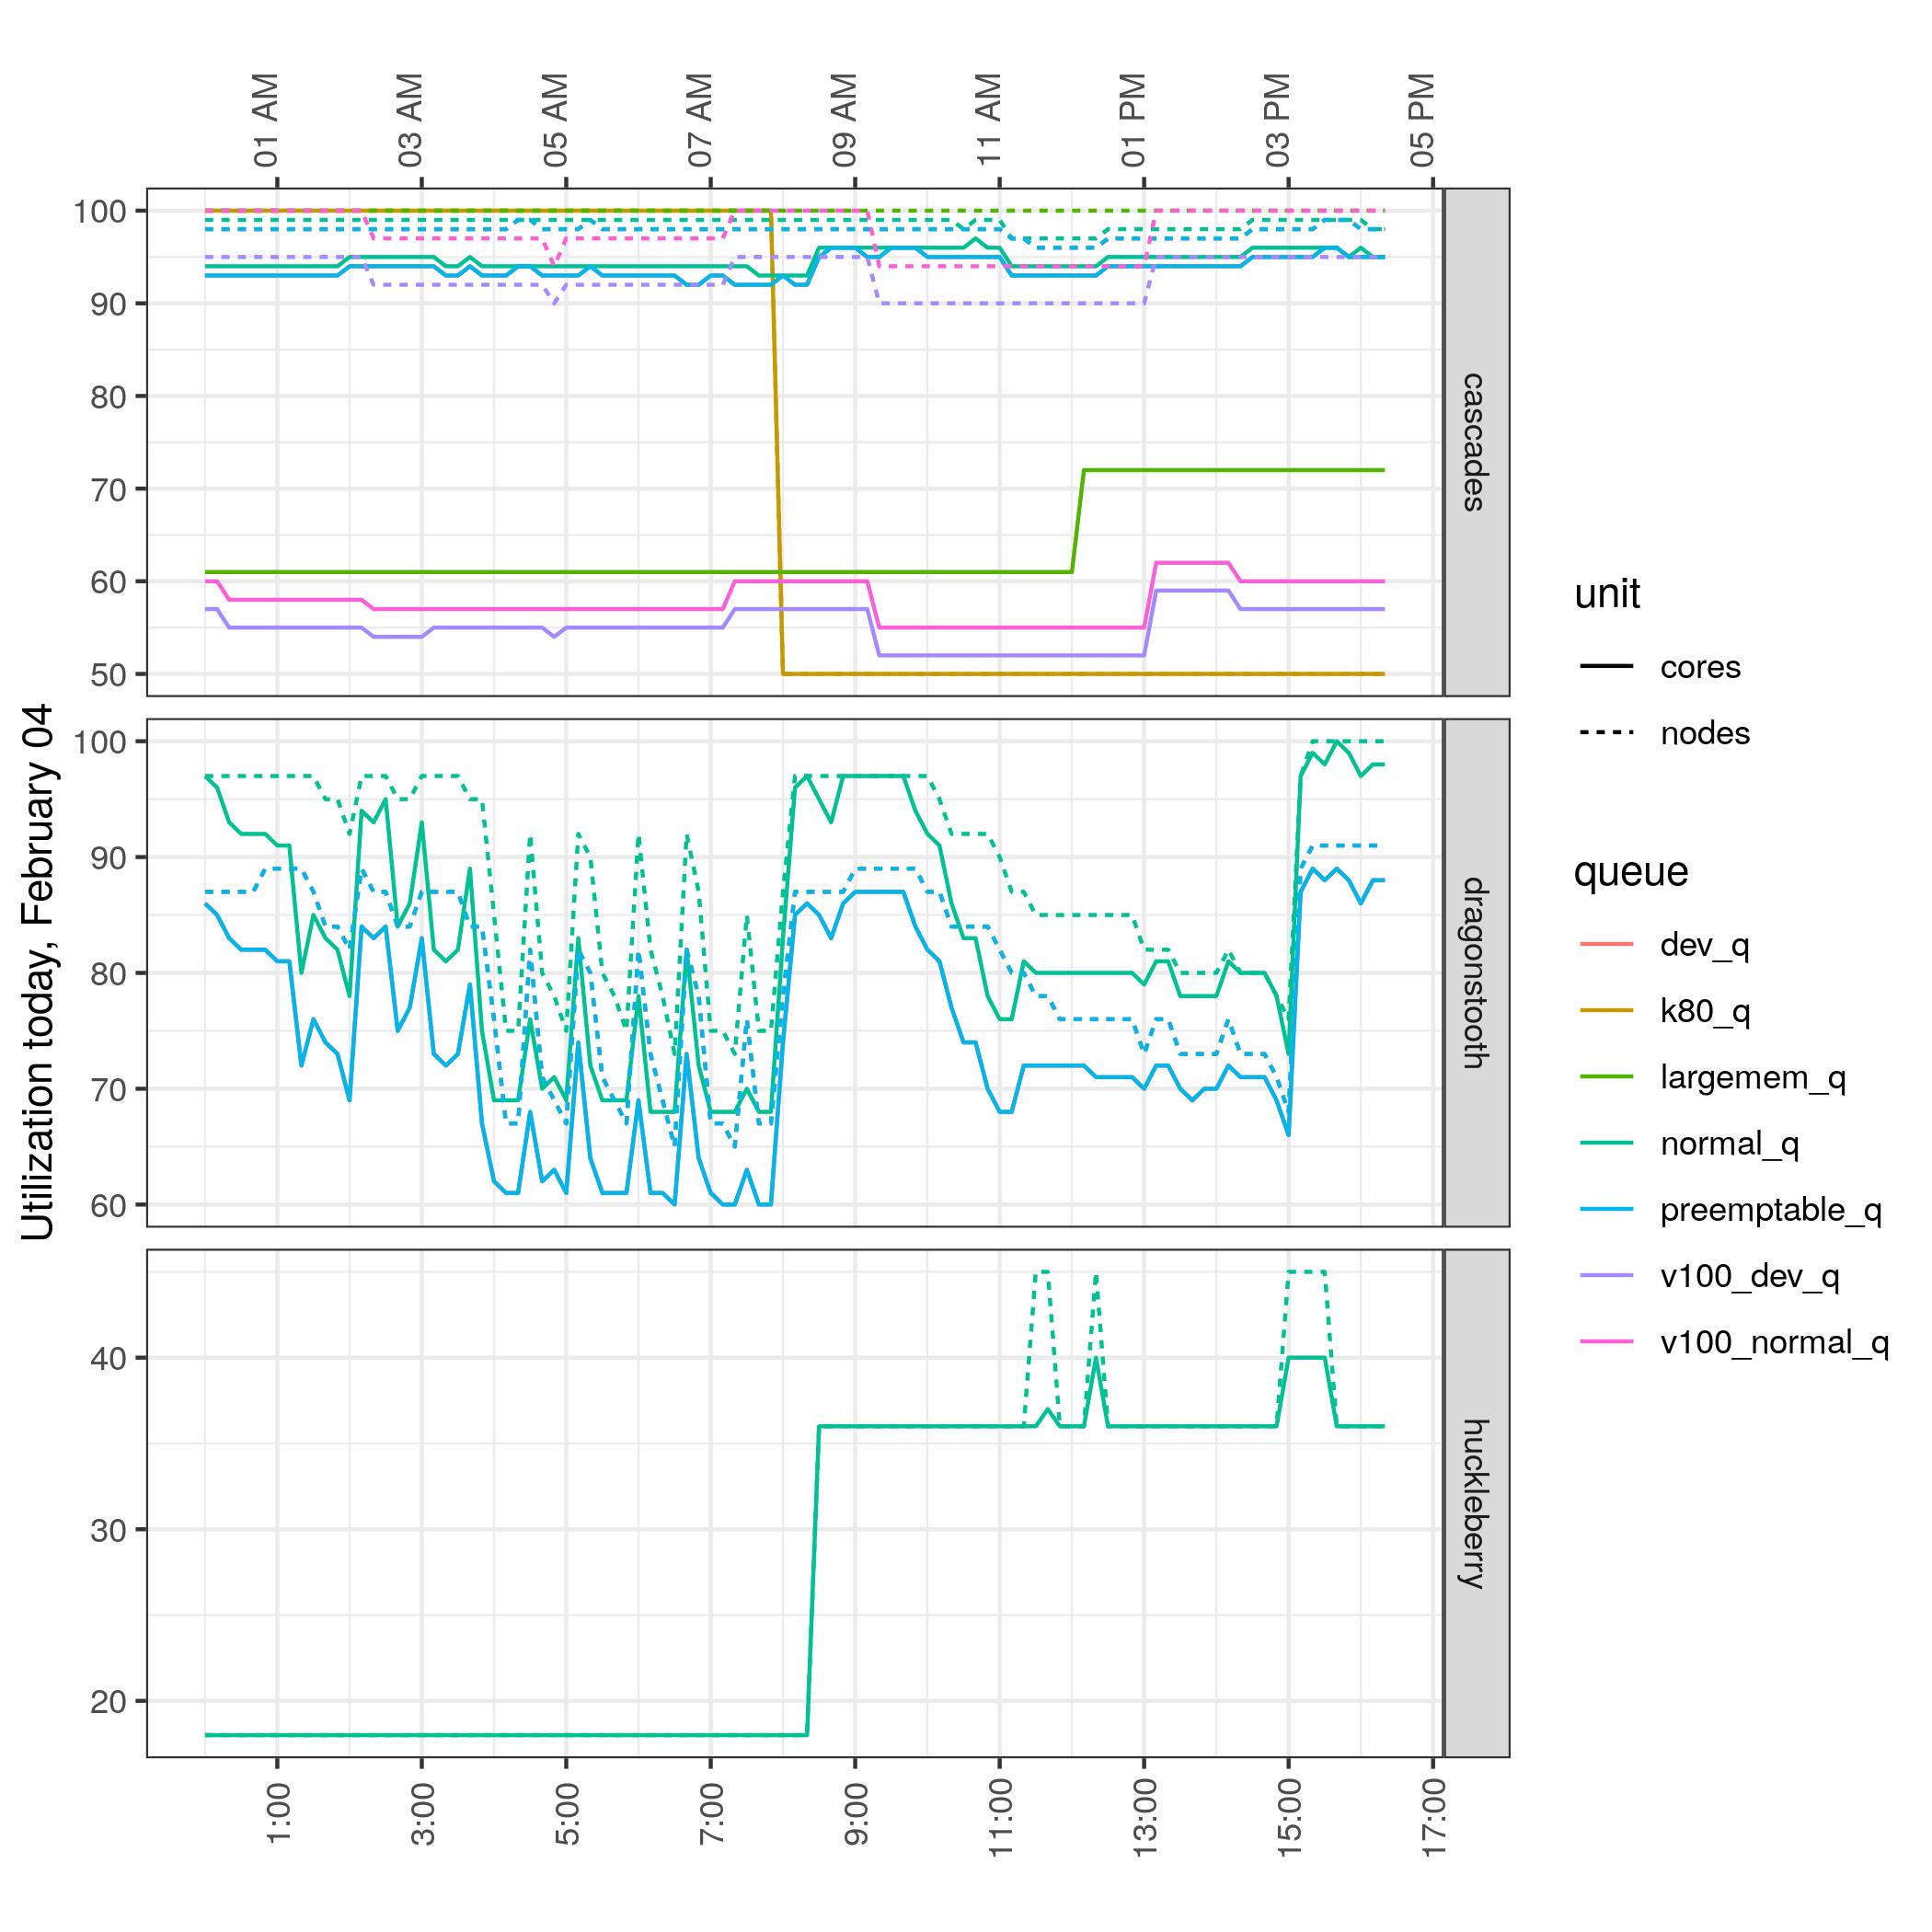 Utilization today, February 04
01 AM
03 AM
05 AM
07 AM
09 AM
11 AM
01 PM
03 PM
05 PM
100
90
80
70
60
50
cascades
100
90
80
70
60
dragonstooth
40
30
20
huckleberry
1:00
3:00
5:00
7:00
9:00
11:00
13:00
15:00
17:00
unit
cores
nodes
queue
dev_q
k80_q
largemem_q
normal_q
preemptable_q
v100_dev_q
v100_normal_q